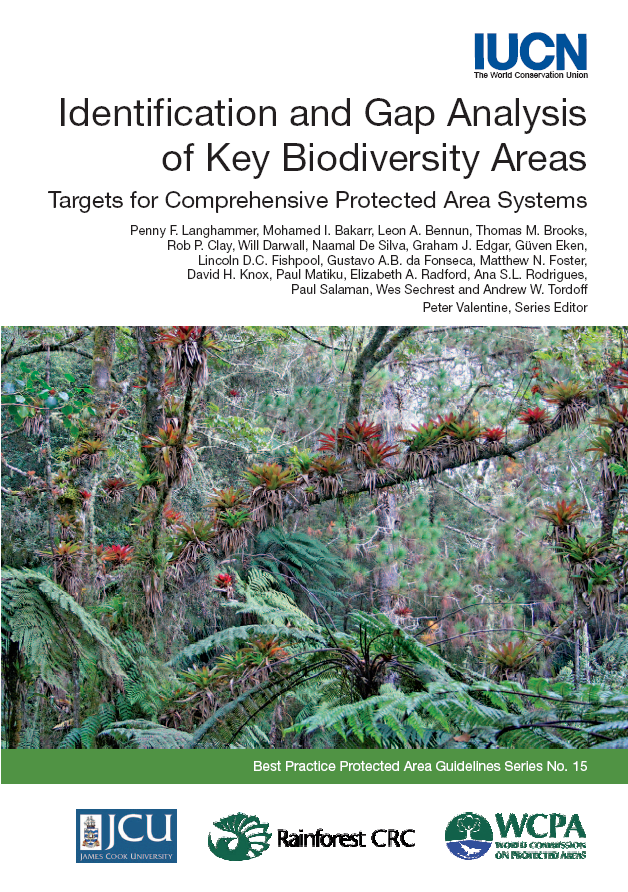 IUCN
The World Conservation Union
Identification and Gap Analysis
of Key Biodiversity Areas
Targets for Comprehensive Protected Area Systems
Penny F. Langhammer, Mohamed I. Bakarr, Leon A. Bennun, Thomas M. Brooks,
Rob P. Clay, Will Darwall, Naamal De Silva, Graham J. Edgar, Güven Eken,
Lincoln D.C. Fishpool, Gustavo A.B. da Fonseca, Matthew N. Foster,
David H. Knox, Paul Matiku, Elizabeth A. Radford, Ana S.L. Rodrigues,
Paul Salaman, Wes Sechrest and Andrew W. Tordoff
Peter Valentine, Series Editor
Best Practice Protected Area Guidelines Series No. 15
JCU
JAMES COOK UNIVERSITY
Rainforest CRC
WCPA
WORLD COMMISSION
ON PROTECTED AREAS